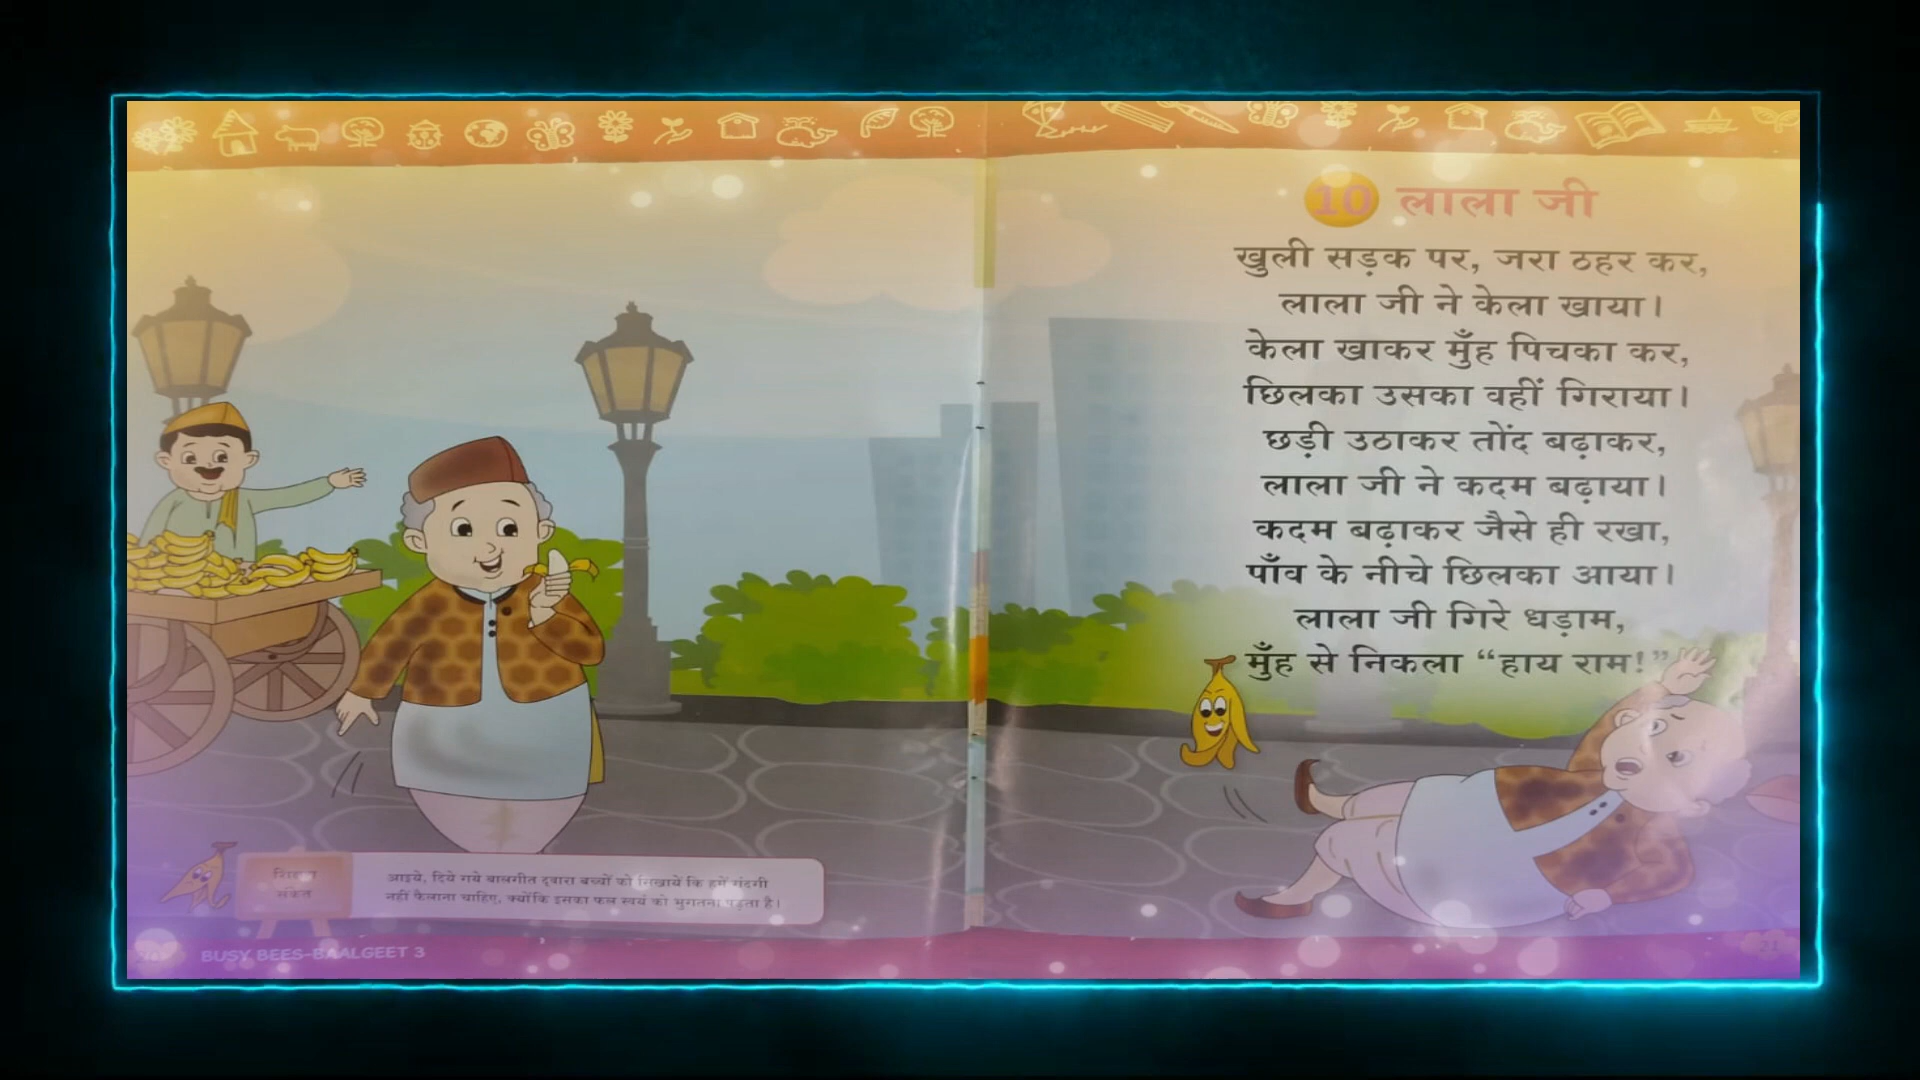 10 लाला जी
खुली सड़क पर, जरा ठहर कर,
लाला जी ने केला खाया।
केला खाकर मुँह पिचका कर,
छिलका उसका वहीं गिराया।
छड़ी उठाकर तोंद बढ़ाकर,
लाला जी ने कदम बढ़ाया।
कदम बढ़ाकर जैसे ही रखा,
पाँव के नीचे छिलका आया।
लाला जी गिरे धड़ाम,
मुँह से निकला “हाय राम!”
शिक्षण
संकेत
आइये, दिये गये बालगीत द्वारा बच्चों को सिखायें कि हमें गंदगी
नहीं फैलाना चाहिए, क्योंकि इसका फल स्वयं को भुगतना पड़ता है।
BUSY BEES-BAALGEET 3